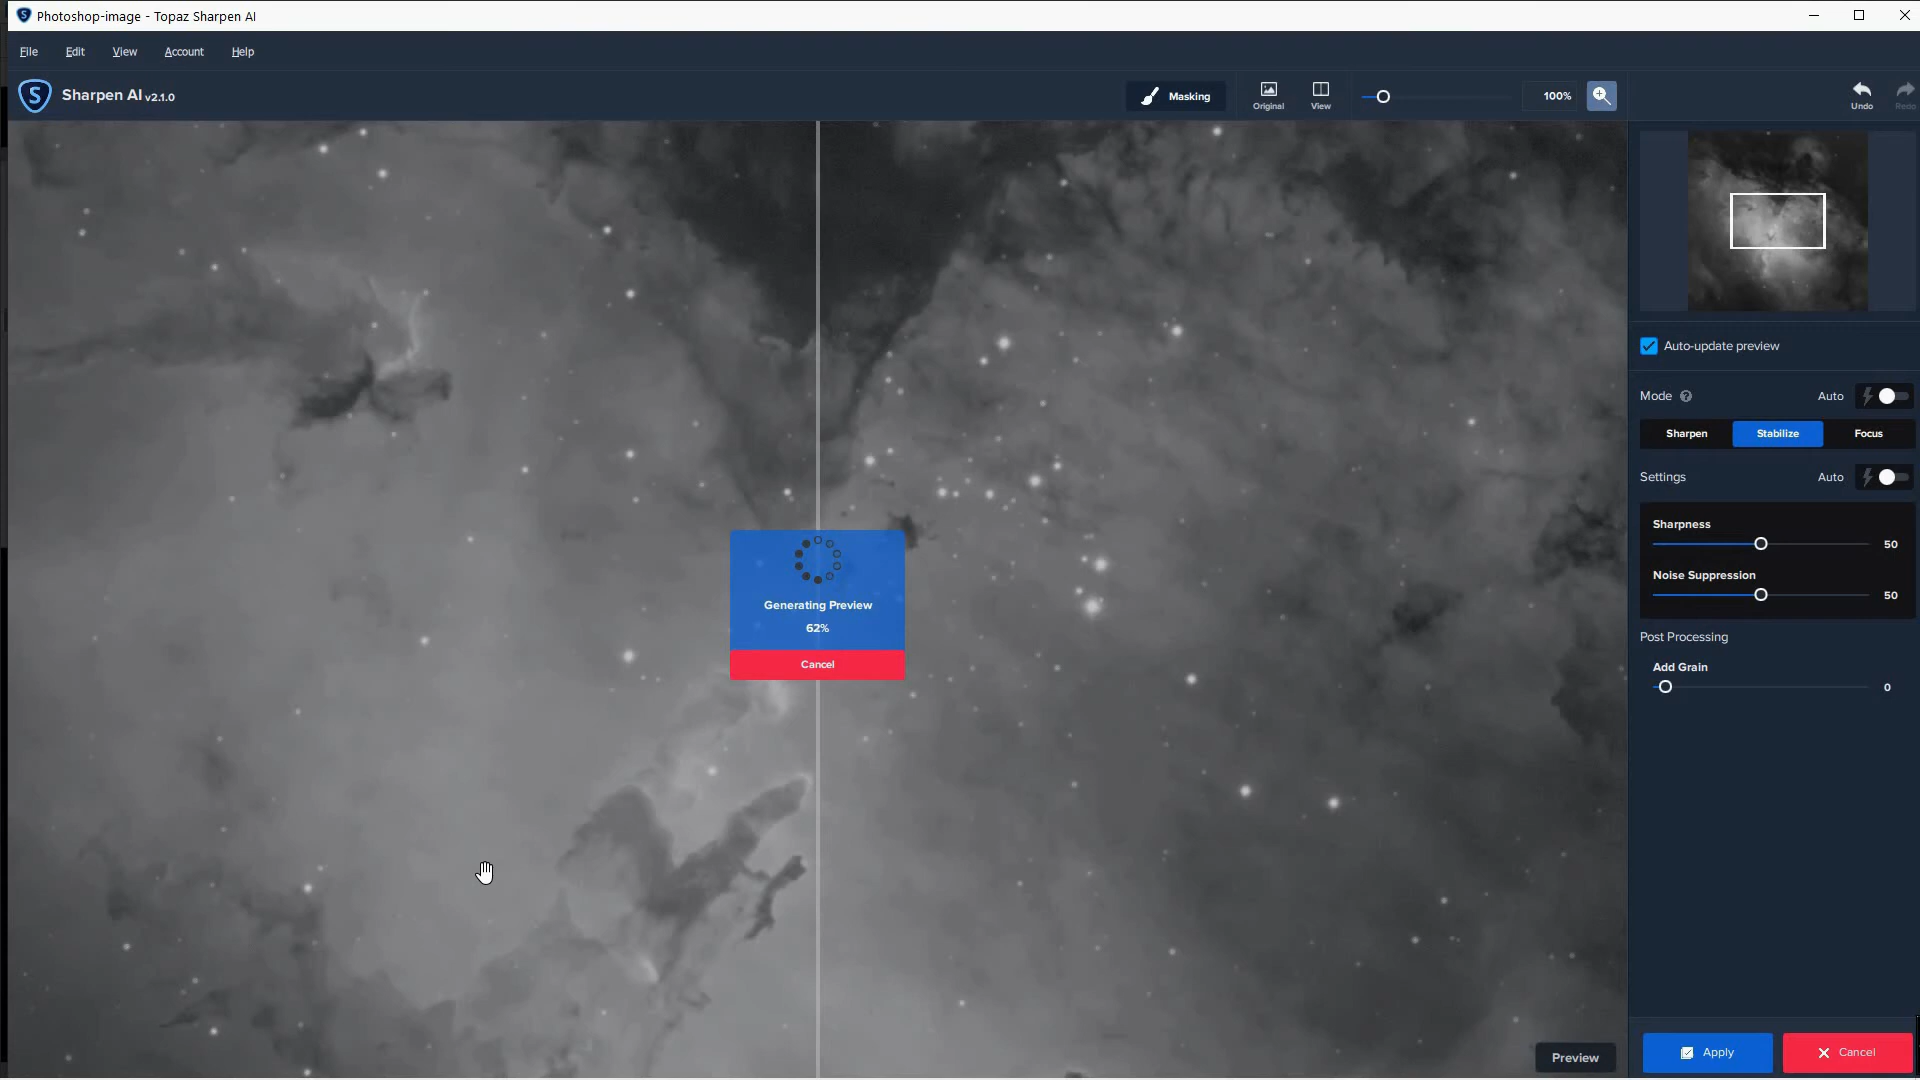 Photoshop-image - Topaz Sharpen AI
File Edit View Account Help
S Sharpen AI v2.1.0
Masking
Original
View
100%
Undo
Redo
Auto-update preview
Mode ? Auto
Sharpen Stabilize Focus
Settings Auto
Sharpness
50
Noise Suppression
50
Post Processing
Add Grain
0
Generating Preview
62%
Cancel
Preview
Apply
Cancel